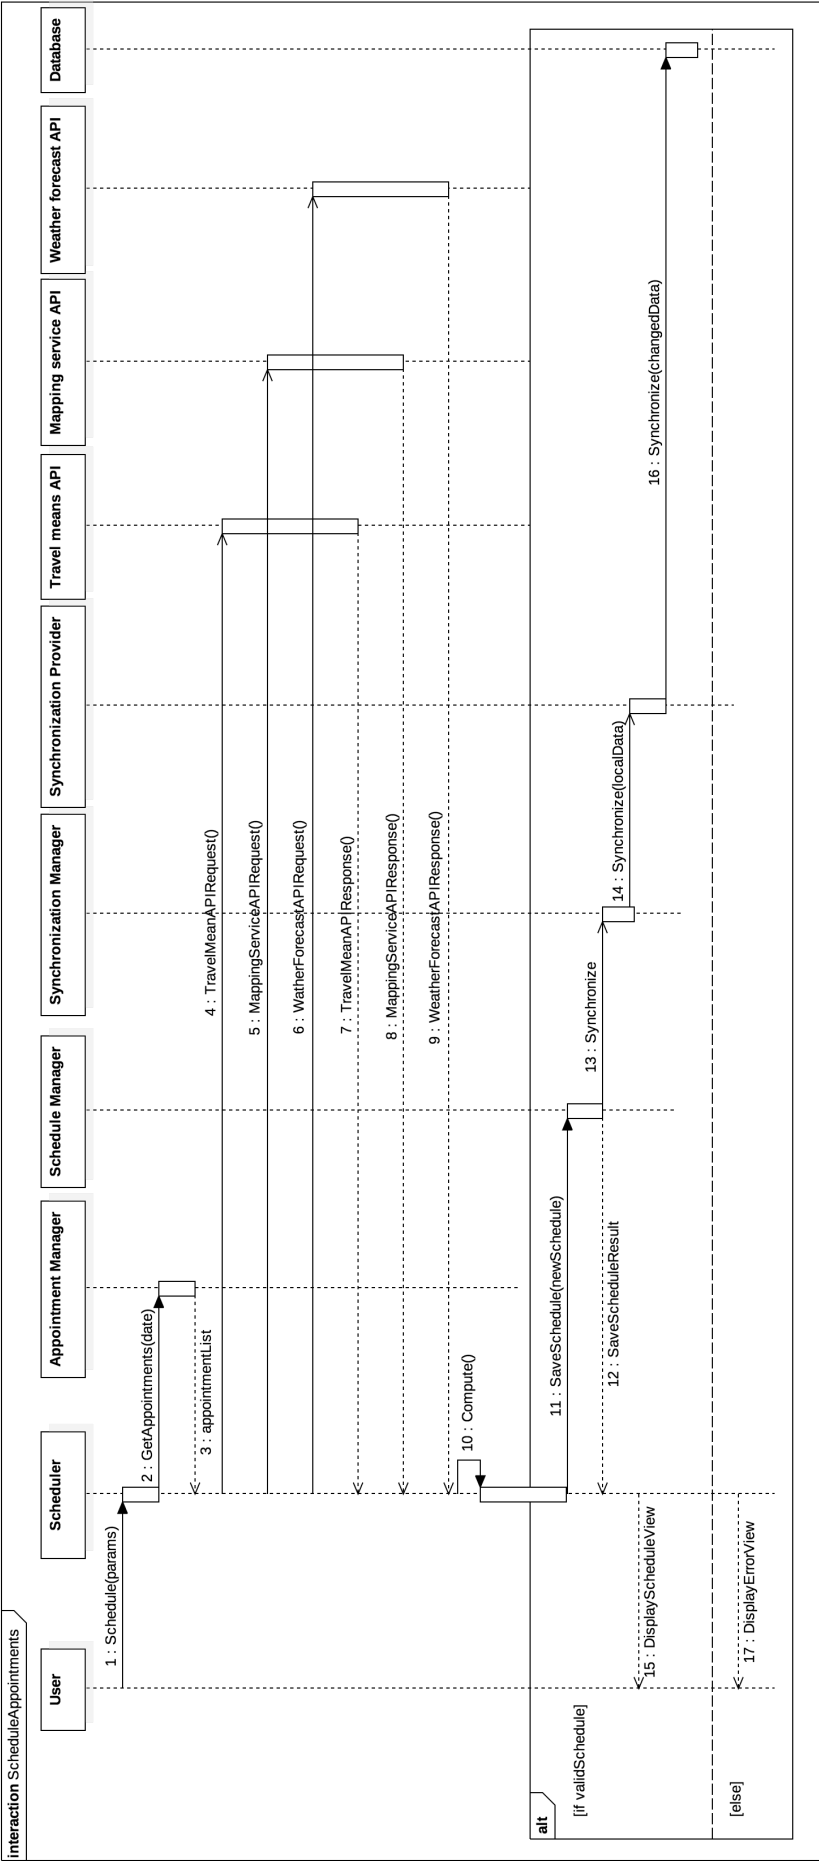 interaction ScheduleAppointments
User
Scheduler
Appointment Manager
Schedule Manager
Synchronization Manager
Synchronization Provider
Travel means API
Mapping service API
Weather forecast API
Database
1 : Schedule(params)
2 : GetAppointments(date)
3 : appointmentList
4 : TravelMeanAPIRequest()
5 : MappingServiceAPIRequest()
6 : WatherForecastAPIRequest()
7 : TravelMeanAPIResponse()
8 : MappingServiceAPIResponse()
9 : WeatherForecastAPIResponse()
10 : Compute()
alt
[if validSchedule]
11 : SaveSchedule(newSchedule)
12 : SaveScheduleResult
13 : Synchronize
14 : Synchronize(localData)
15 : DisplayScheduleView
16 : Synchronize(changedData)
[else]
17 : DisplayErrorView